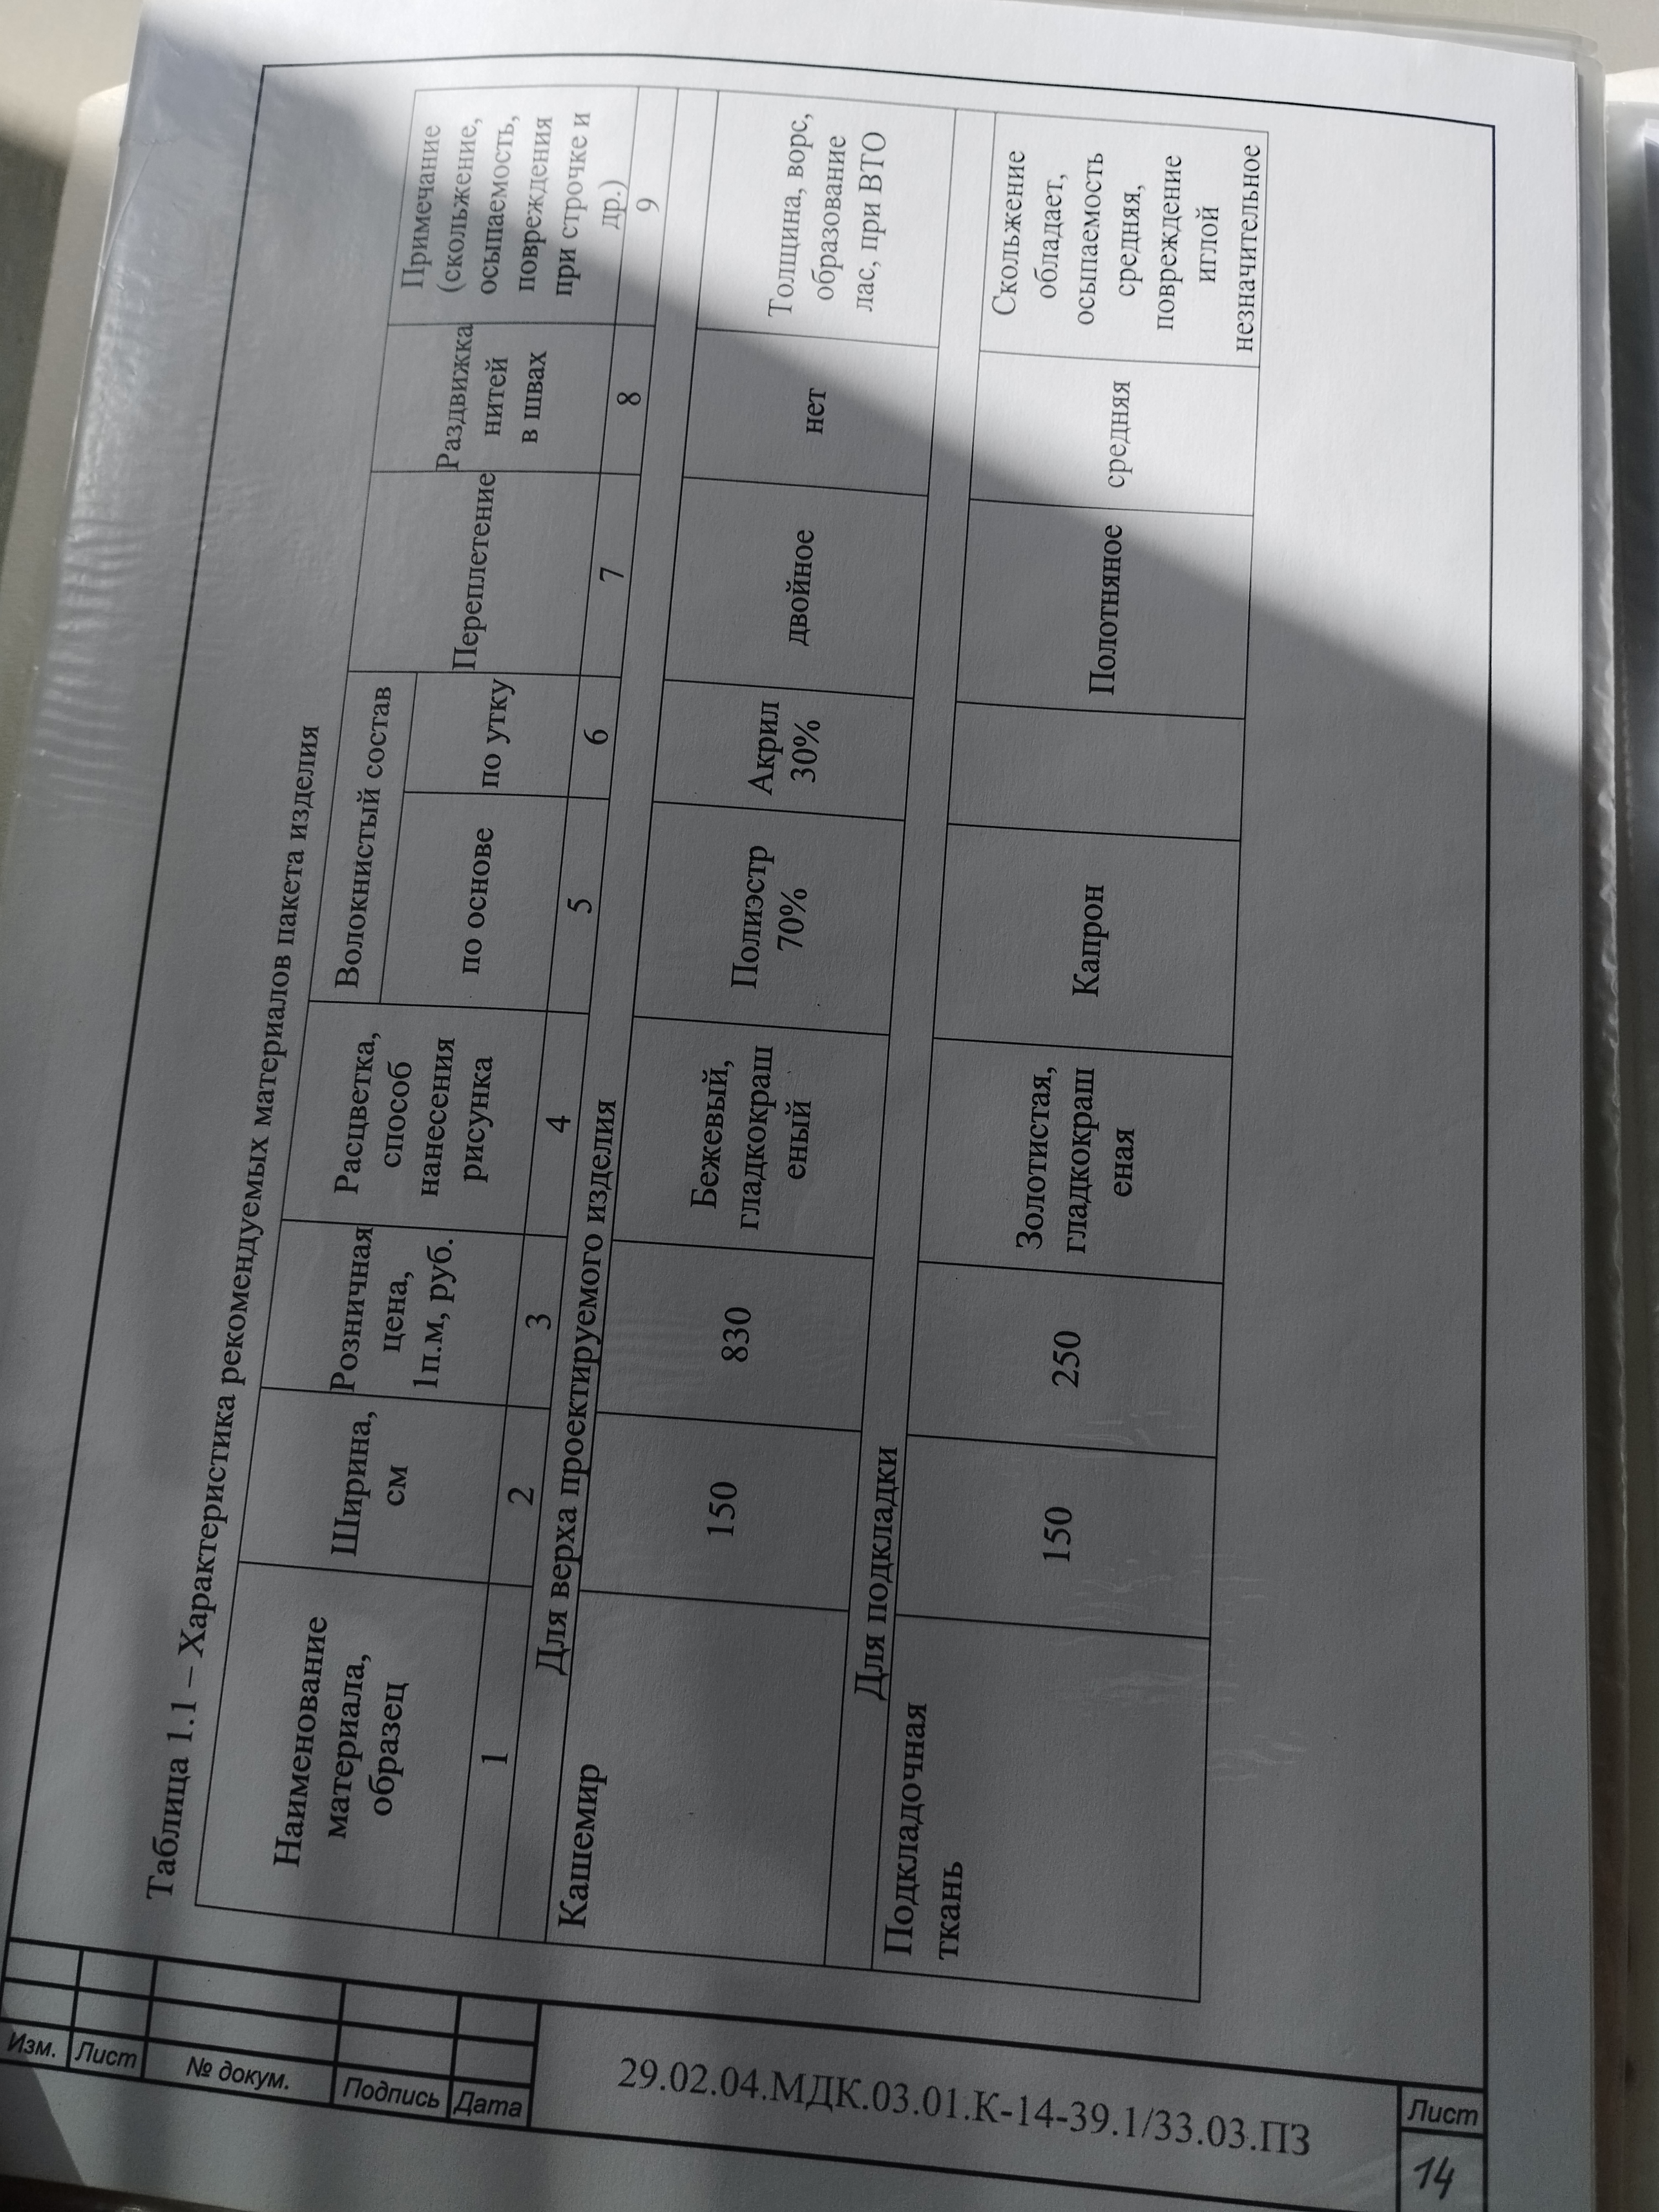 Таблица 1.1 – Характеристика рекомендуемых материалов пакета изделия
Наименование
материала,
образец
Ширина,
см
Розничная
цена,
1п.м, руб.
Расцветка,
способ
нанесения
рисунка
Волокнистый состав
по основе
по утку
Переплетение
Раздвижка
нитей
в швах
Примечание
(скольжение,
осыпаемость,
повреждения
при строчке и
др.)
1 2 3 4 5 6 7 8 9
Для верха проектируемого изделия
Кашемир
150
830
Бежевый,
гладкокраш
еный
Полиэстр
70%
Акрил
30%
двойное
нет
Толщина, ворс,
образование
лас, при ВТО
Для подкладки
Подкладочная
ткань
150
250
Золотистая,
гладкокраш
еная
Капрон
Полотняное
средняя
Скольжение
обладает,
осыпаемость
средняя,
повреждение
иглой
незначительное
Изм.
Лист
№ докум.
Подпись
Дата
29.02.04.МДК.03.01.К-14-39.1/33.03.ПЗ
Лист
14